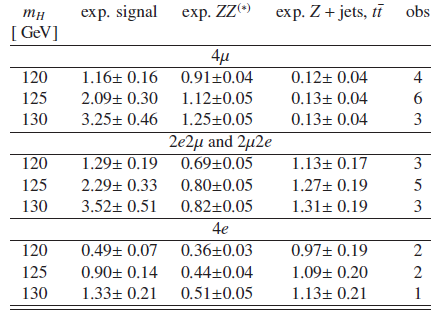 m_H exp. signal exp. ZZ(*) exp. Z + jets, tt̄ obs
[ GeV]
4μ
120 1.16± 0.16 0.91±0.04 0.12± 0.04 4
125 2.09± 0.30 1.12±0.05 0.13± 0.04 6
130 3.25± 0.46 1.25±0.05 0.13± 0.04 3
2e2μ and 2μ2e
120 1.29± 0.19 0.69±0.05 1.13± 0.17 3
125 2.29± 0.33 0.80±0.05 1.27± 0.19 5
130 3.52± 0.51 0.82±0.05 1.31± 0.19 3
4e
120 0.49± 0.07 0.36±0.03 0.97± 0.19 2
125 0.90± 0.14 0.44±0.04 1.09± 0.20 2
130 1.33± 0.21 0.51±0.05 1.13± 0.21 1